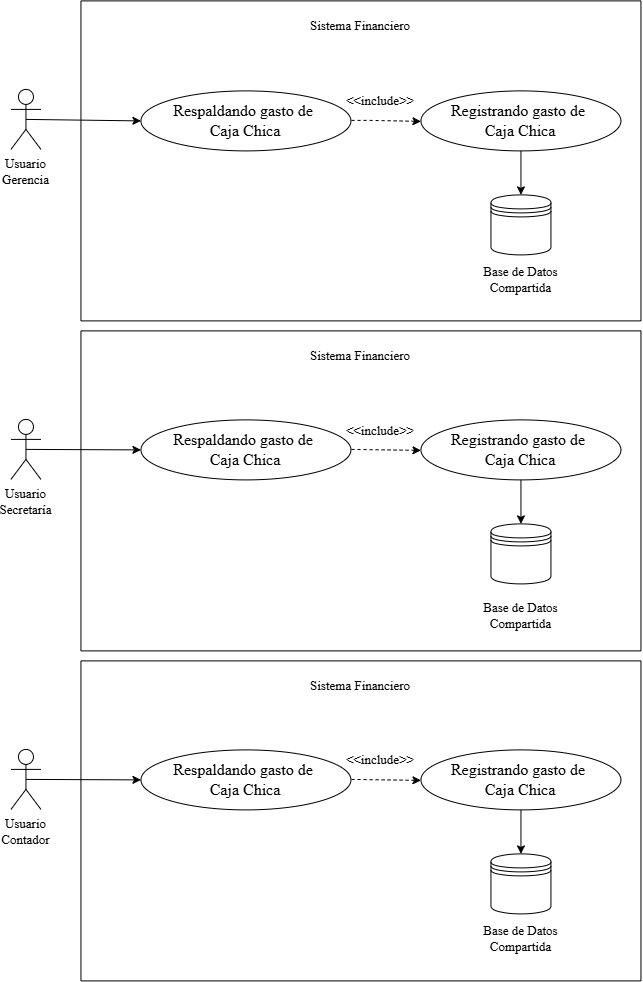 Sistema Financiero
Respaldando gasto de
Caja Chica
<<include>>
Registrando gasto de
Caja Chica
Usuario
Gerencia
Base de Datos
Compartida
Sistema Financiero
Respaldando gasto de
Caja Chica
<<include>>
Registrando gasto de
Caja Chica
Usuario
Secretaría
Base de Datos
Compartida
Sistema Financiero
Respaldando gasto de
Caja Chica
<<include>>
Registrando gasto de
Caja Chica
Usuario
Contador
Base de Datos
Compartida